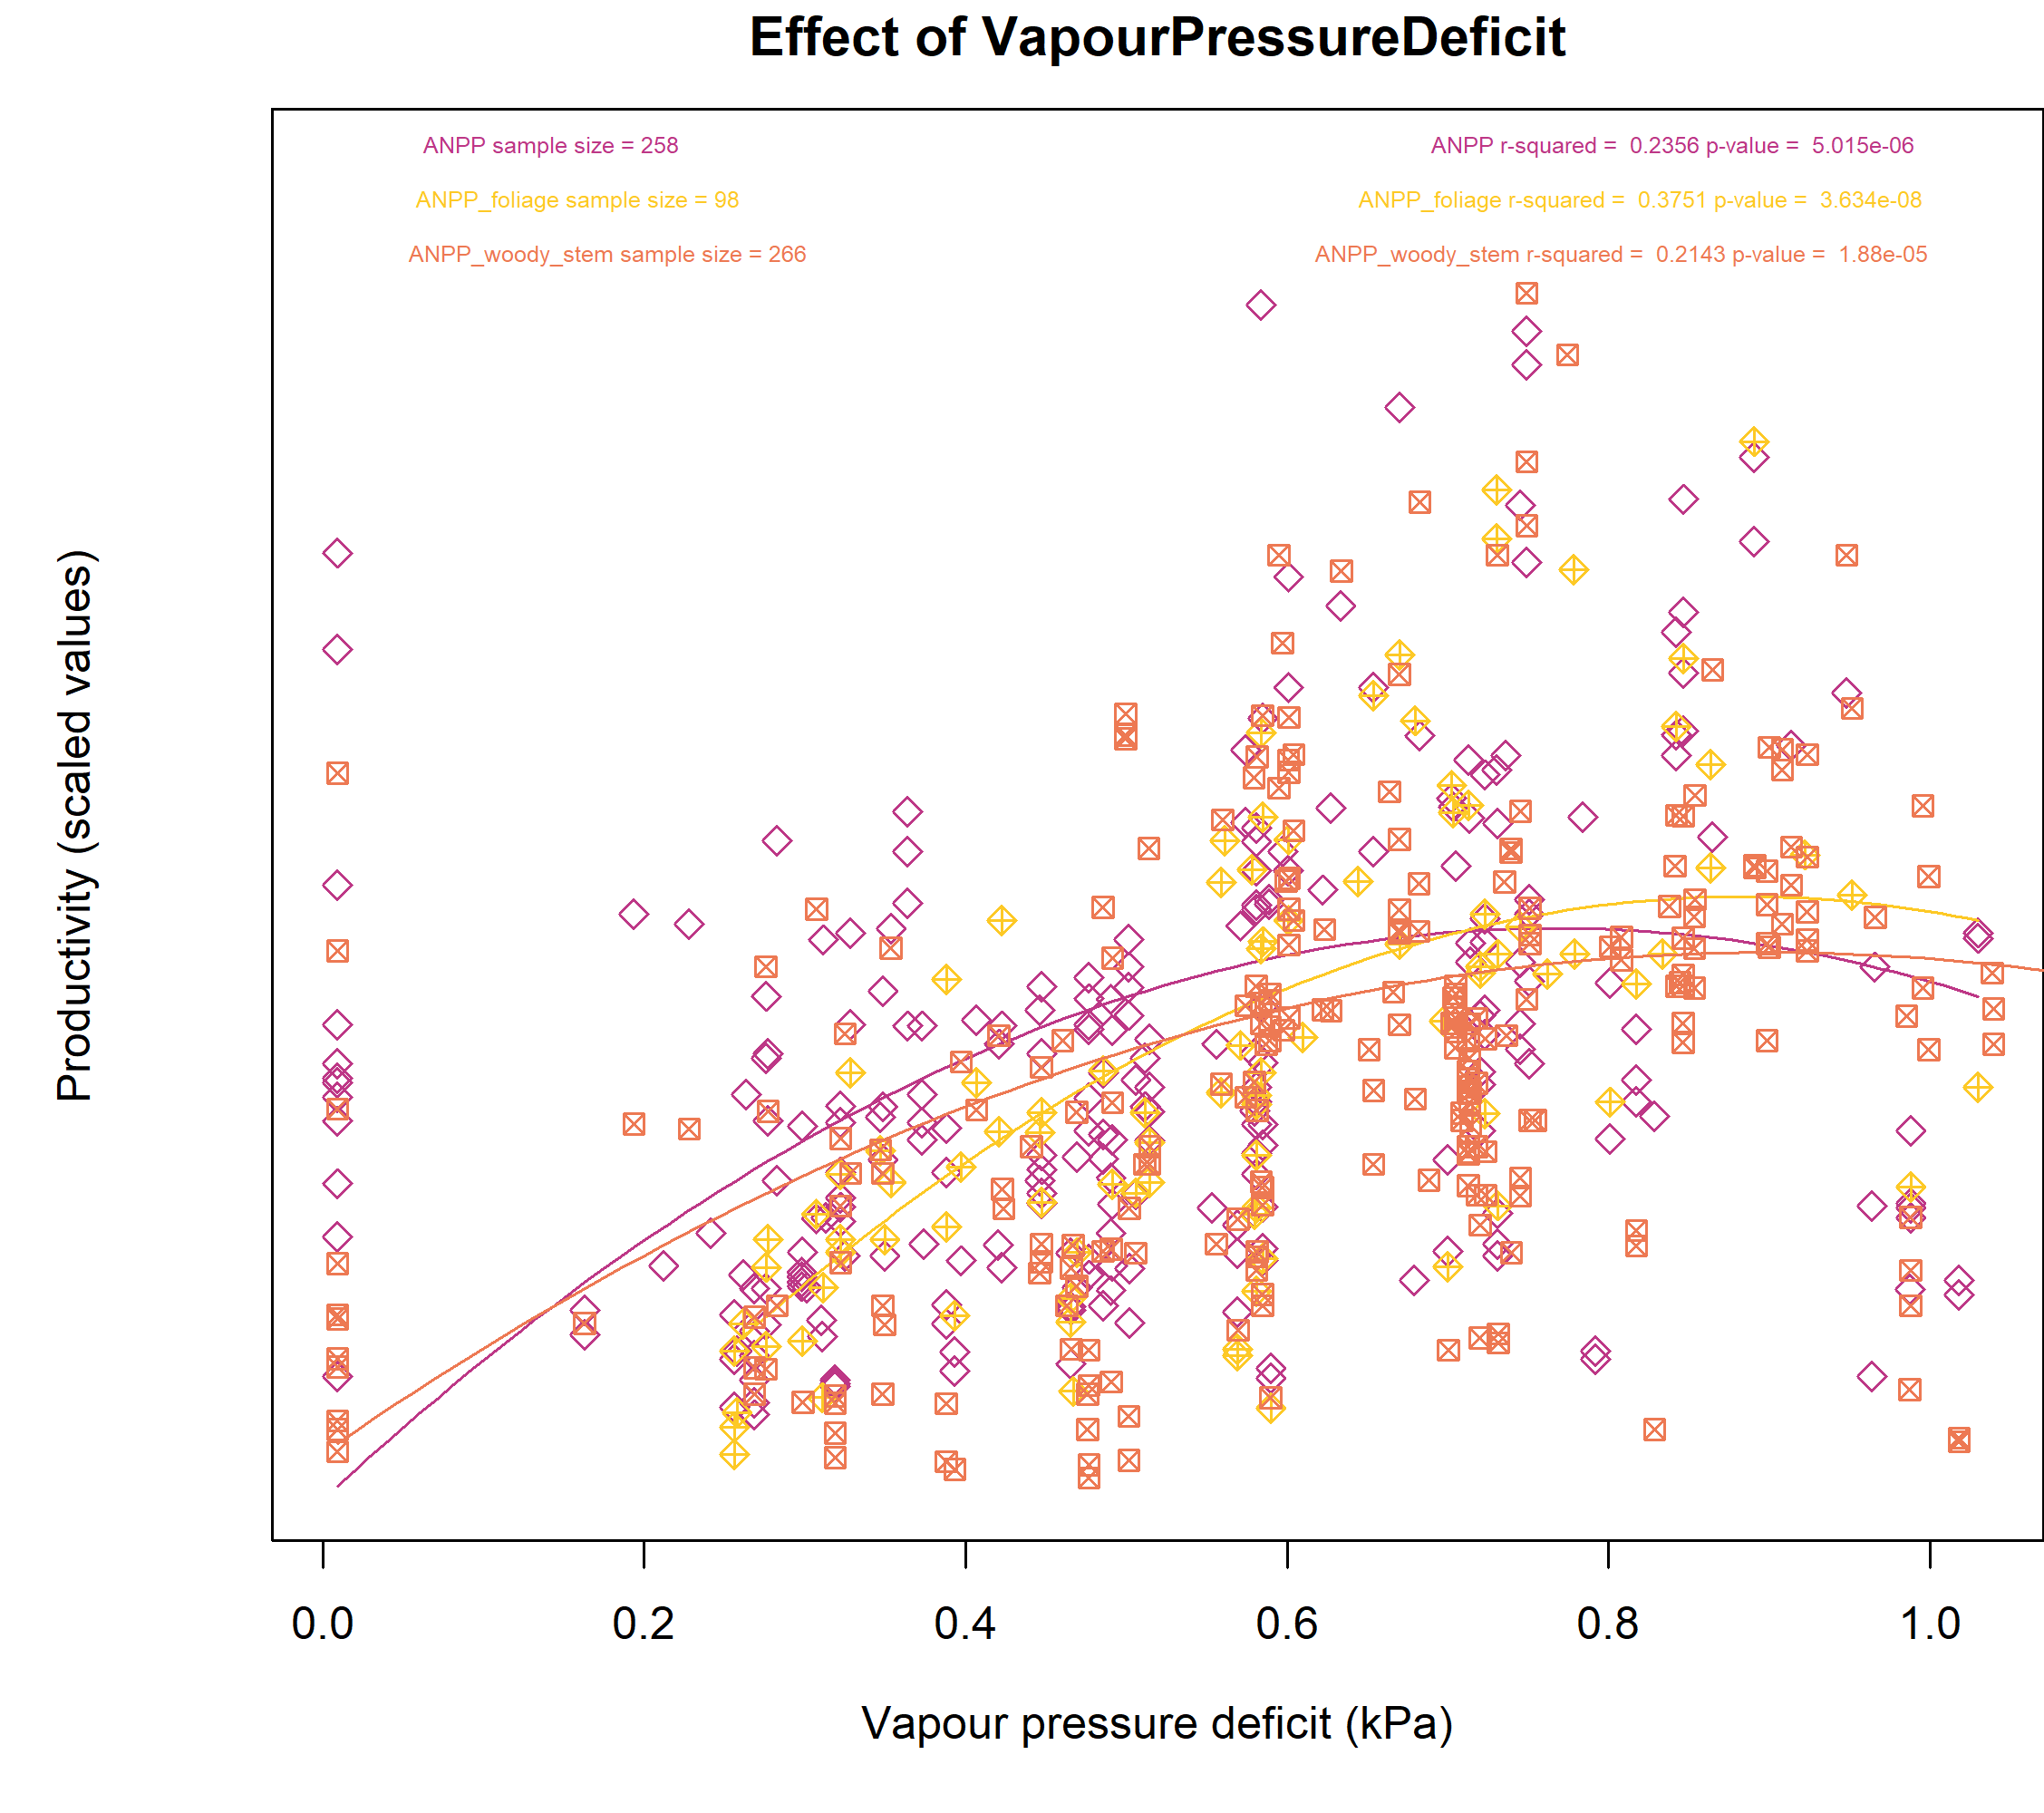 Effect of VapourPressureDeficit
ANPP sample size = 258
ANPP r-squared =  0.2356 p-value =  5.015e-06
ANPP_foliage sample size = 98
ANPP_foliage r-squared =  0.3751 p-value =  3.634e-08
ANPP_woody_stem sample size = 266
ANPP_woody_stem r-squared =  0.2143 p-value =  1.88e-05
Productivity (scaled values)
0.0 0.2 0.4 0.6 0.8 1.0
Vapour pressure deficit (kPa)